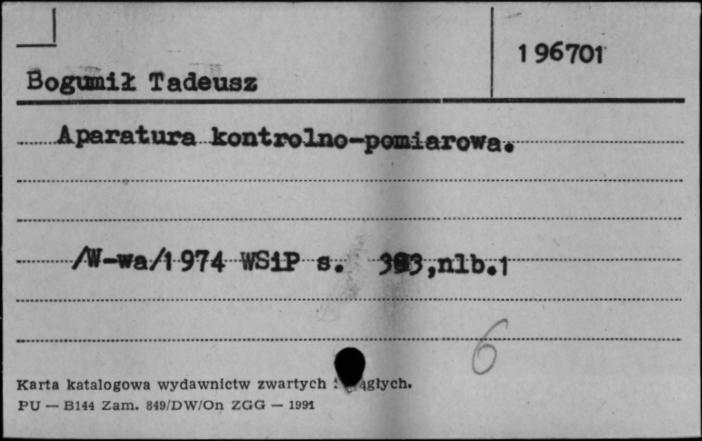 196701
Bogumił Tadeusz
Aparatura kontrolno-pomiarowa.
/W-wa/1974 WSiP s. ,nlb.1
6
Karta katalogowa wydawnictw zwartych
PU — B144 Zam. 849/DW/On ZGG — 1991